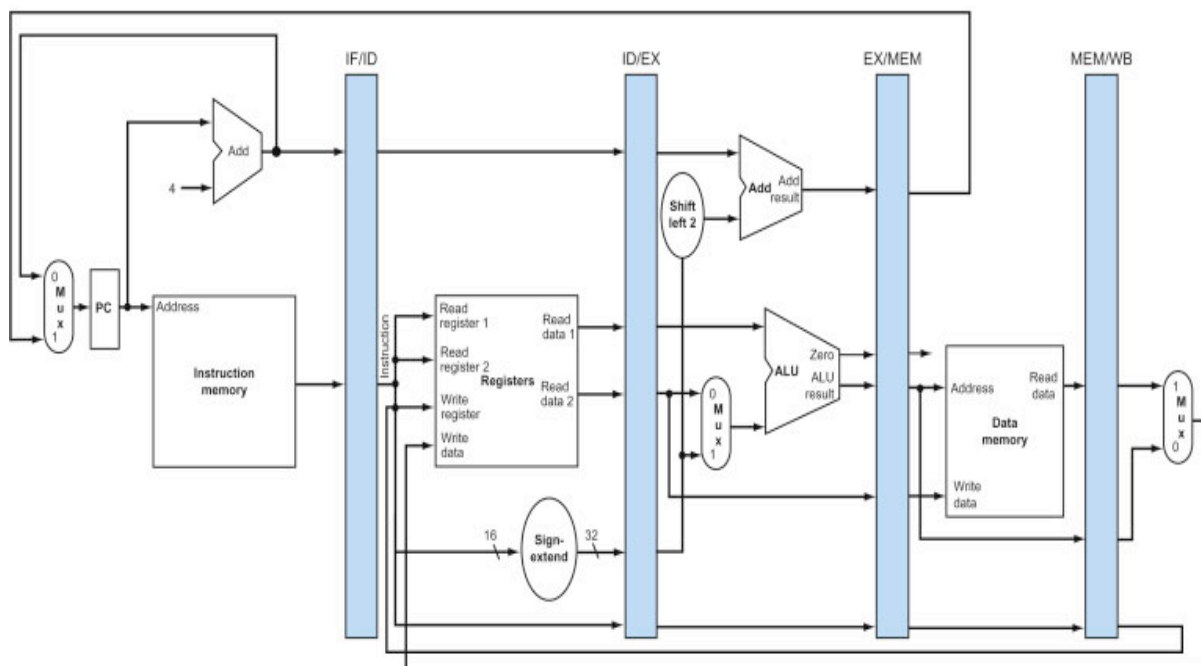 IF/ID
ID/EX
EX/MEM
MEM/WB
Add
4
Shift
left 2
Add
Add
result
0
M
u
x
1
PC
Address
Instruction
memory
Instruction
Read
register 1
Read
register 2
Write
register
Write
data
Registers
Read
data 1
Read
data 2
16
Sign-
extend
32
0
M
u
x
1
Zero
ALU
ALU
result
Address
Read
data
Data
memory
Write
data
1
M
u
x
0